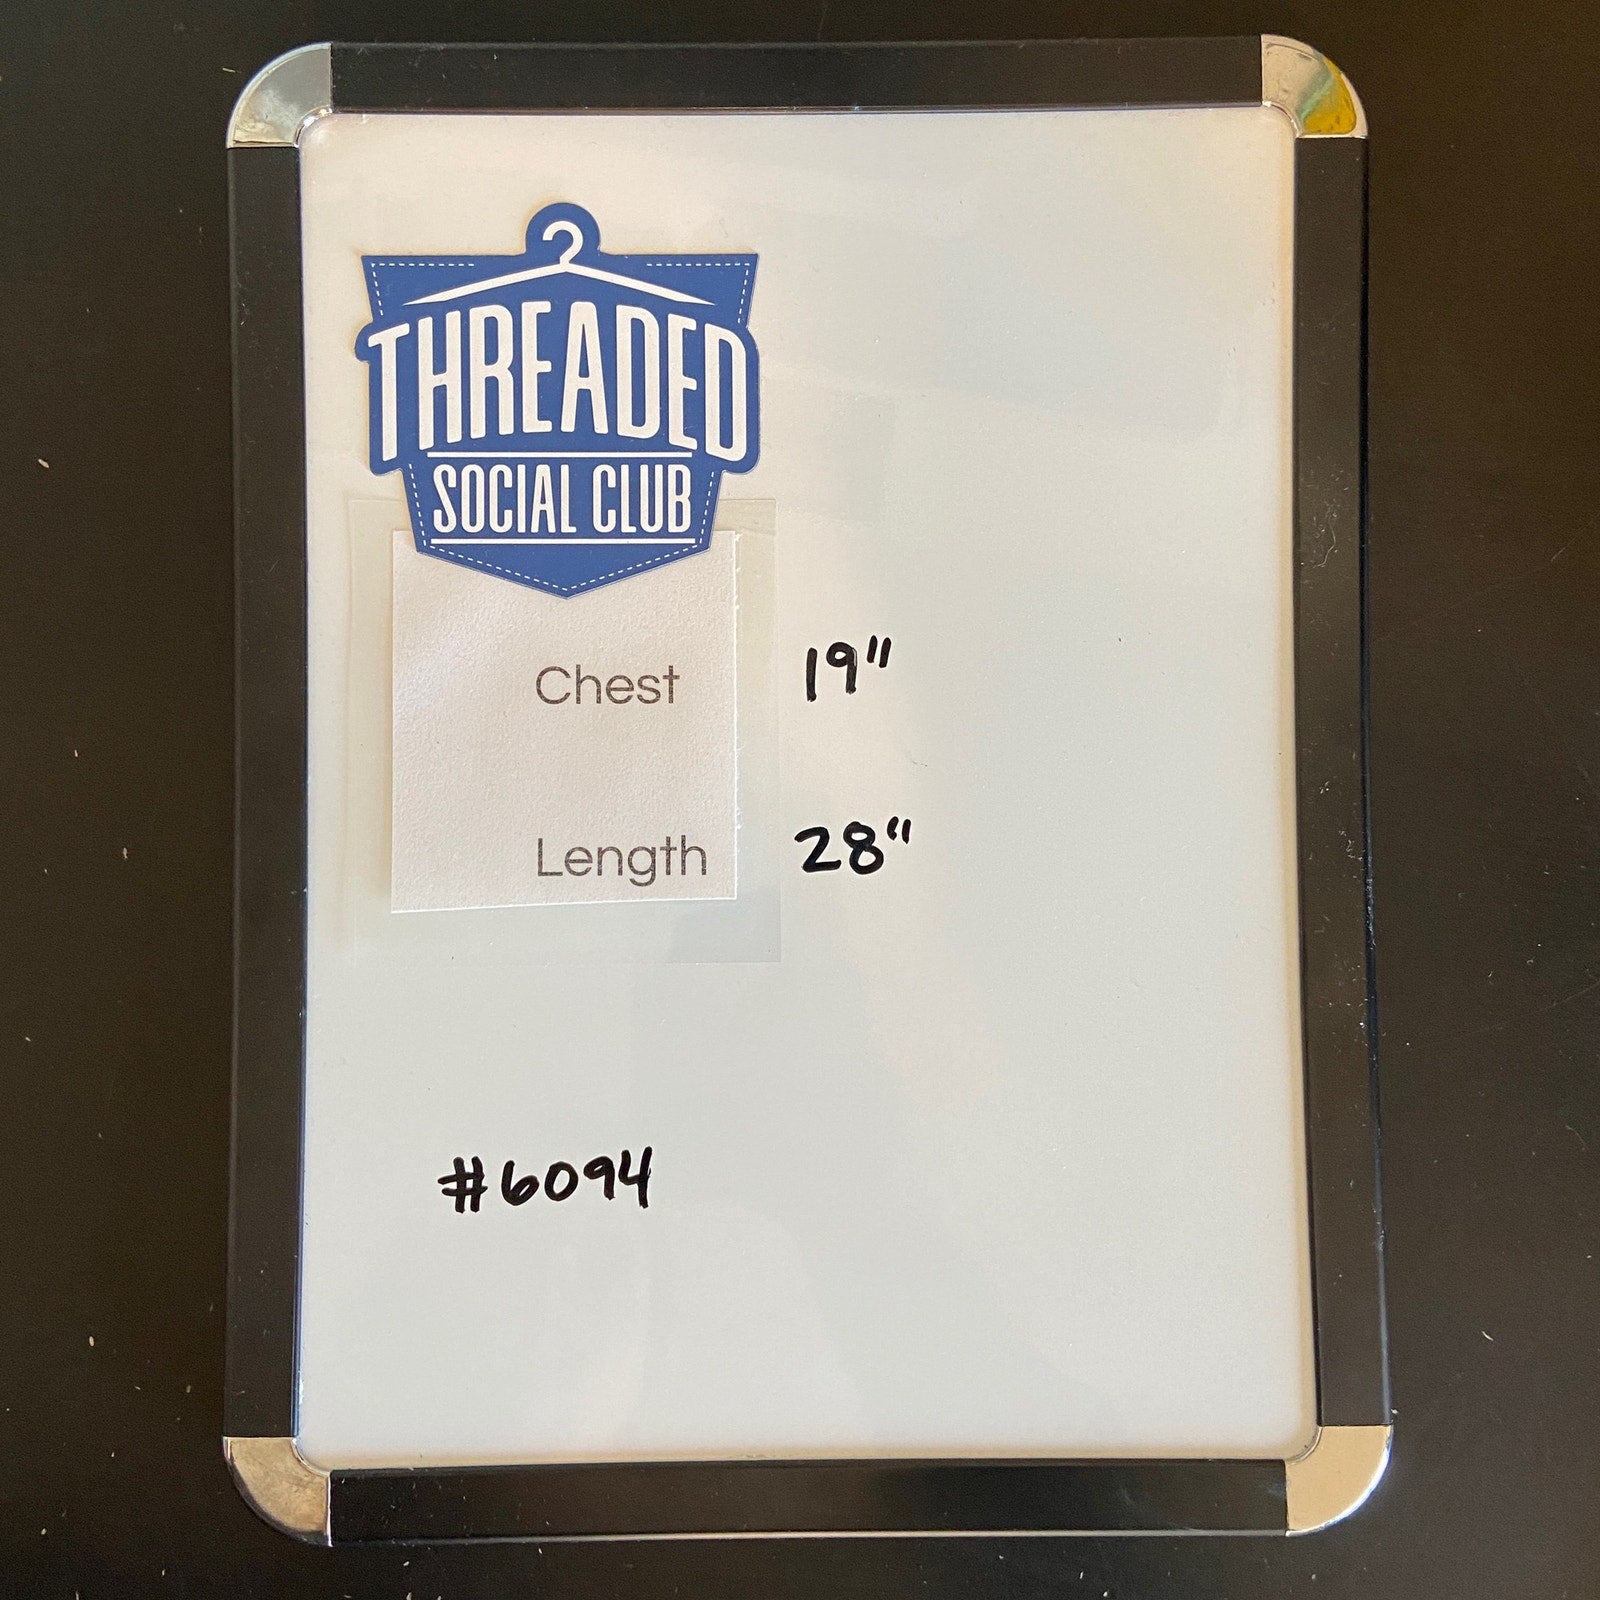 THREADED
SOCIAL CLUB
Chest 19"
Length 28"
#6094